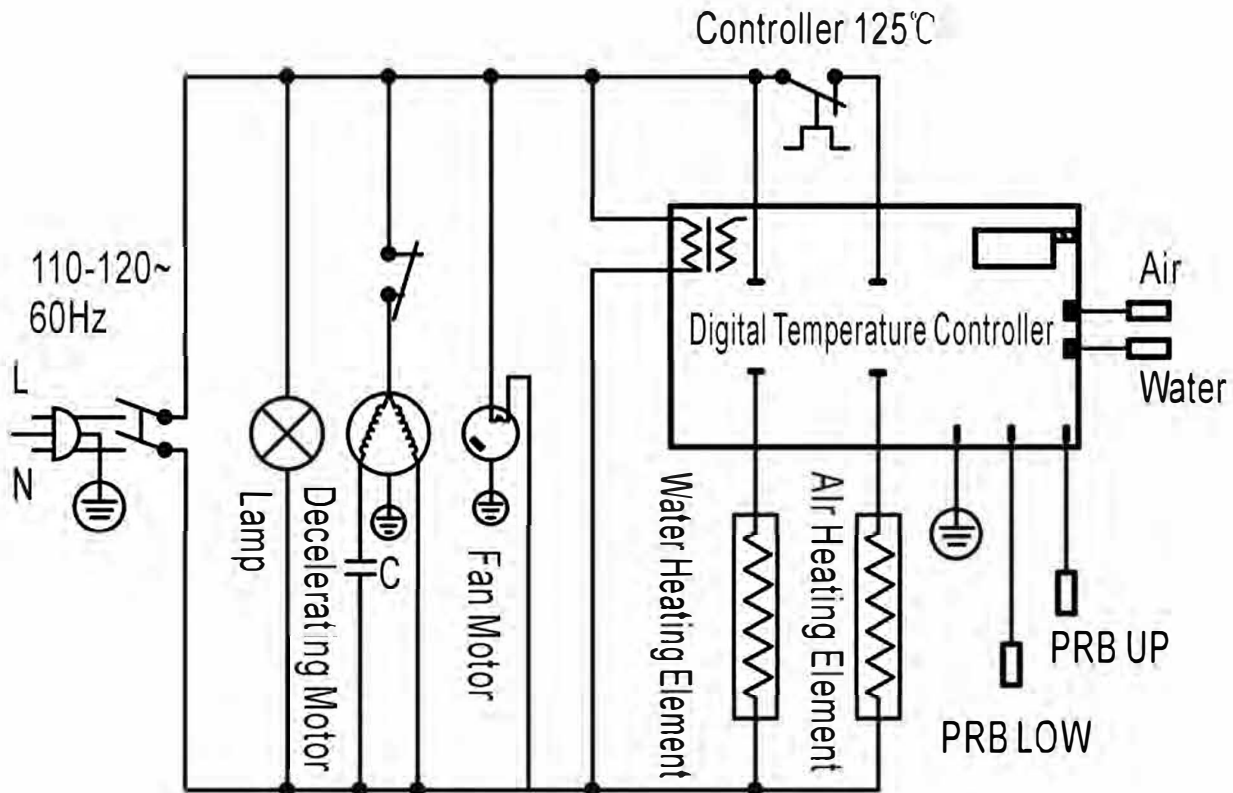 Controller 125℃
110-120~
60Hz
L
N
Digital Temperature Controller
Air
Water
Lamp
Decelerating Motor
C
Fan Motor
Water Heating Element
AIr Heating Element
PRB UP
PRB LOW